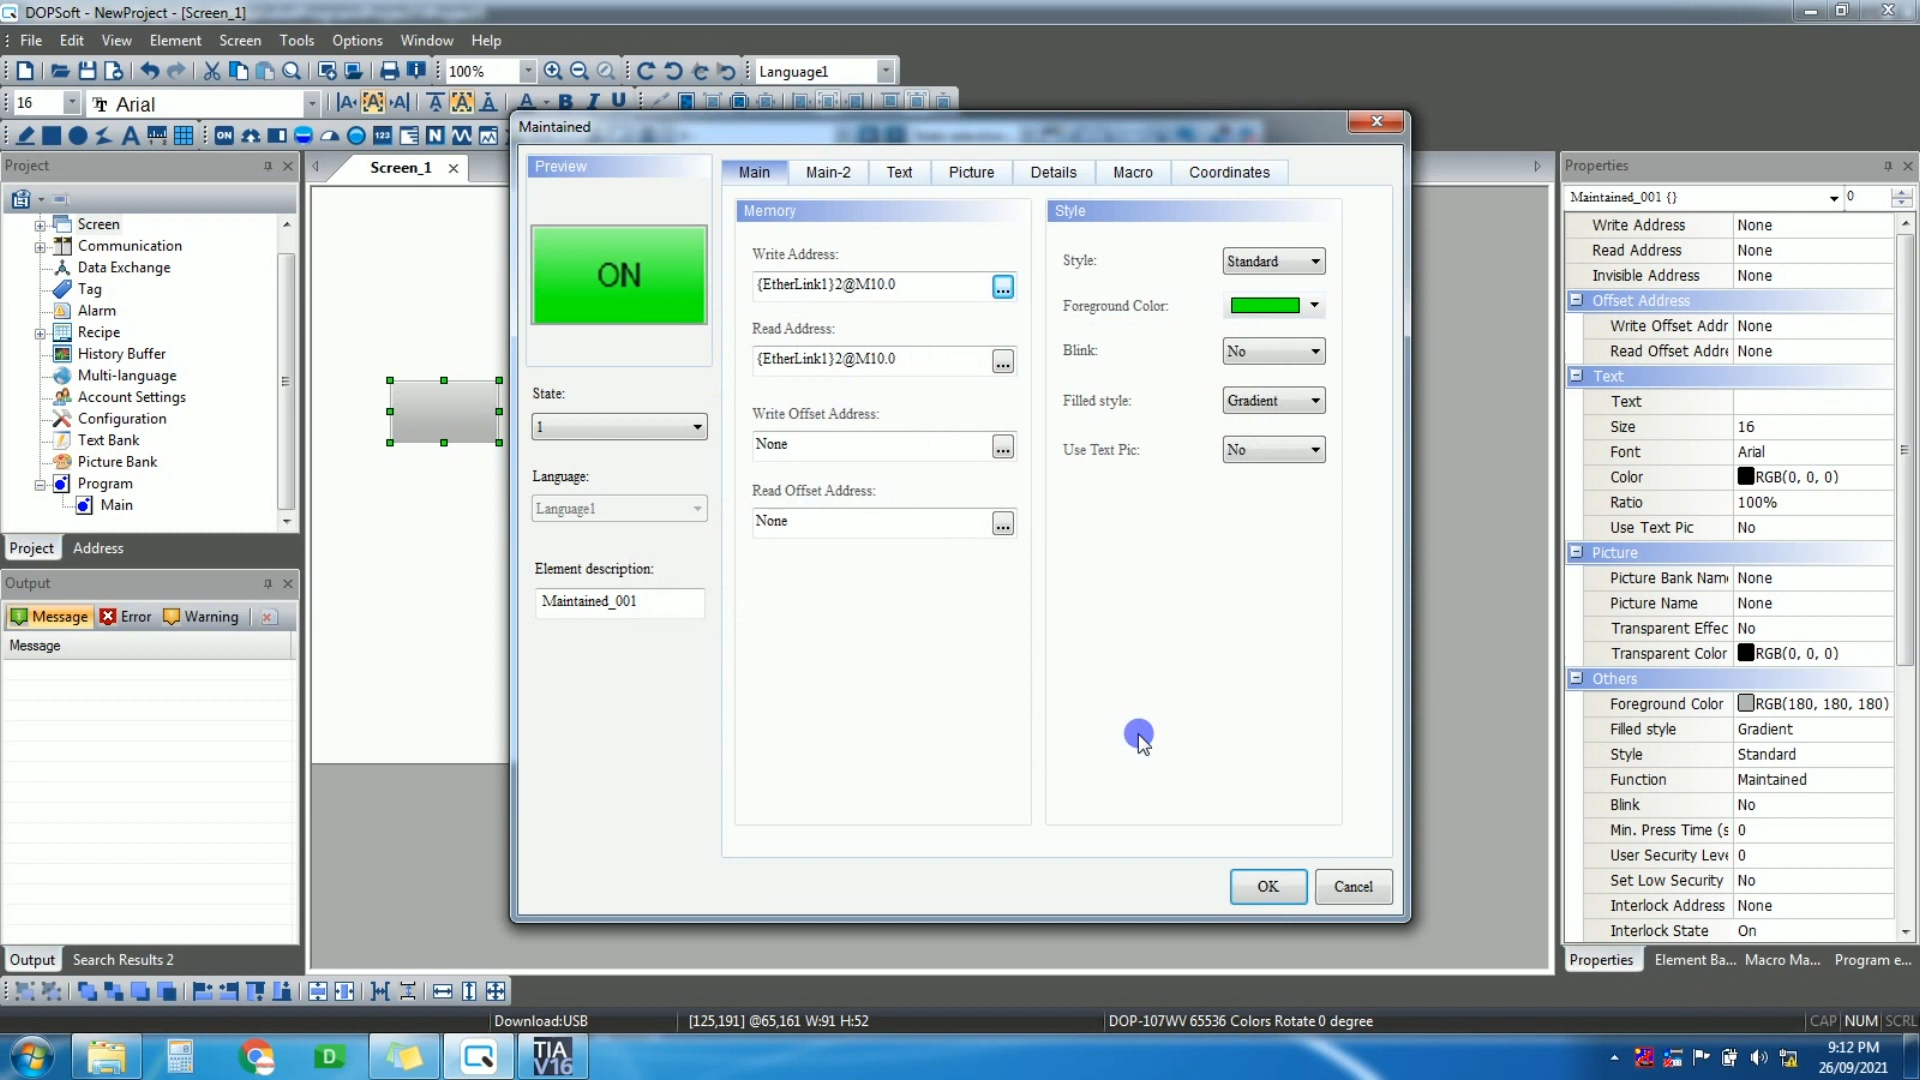 DOPSoft - NewProject - [Screen_1]
File Edit View Element Screen Tools Options Window Help
100% Language1
16 Arial
Project
Screen
Communication
Data Exchange
Tag
Alarm
Recipe
History Buffer
Multi-language
Account Settings
Configuration
Text Bank
Picture Bank
Program
Main
Project Address
Output
Message Error Warning
Message
Output Search Results 2
Screen_1
Maintained
Preview
ON
State:
1
Language:
Language1
Element description:
Maintained_001
Main Main-2 Text Picture Details Macro Coordinates
Memory
Write Address:
{EtherLink1}2@M10.0
Read Address:
{EtherLink1}2@M10.0
Write Offset Address:
None
Read Offset Address:
None
Style
Style: Standard
Foreground Color:
Blink: No
Filled style: Gradient
Use Text Pic: No
OK Cancel
Properties
Maintained_001 {} 0
Write Address None
Read Address None
Invisible Address None
Offset Address
Write Offset Addr None
Read Offset Addre None
Text
Text
Size 16
Font Arial
Color RGB(0, 0, 0)
Ratio 100%
Use Text Pic No
Picture
Picture Bank Nam None
Picture Name None
Transparent Effec No
Transparent Color RGB(0, 0, 0)
Others
Foreground Color RGB(180, 180, 180)
Filled style Gradient
Style Standard
Function Maintained
Blink No
Min. Press Time (s 0
User Security Leve 0
Set Low Security No
Interlock Address None
Interlock State On
Properties Element Ba... Macro Ma... Program e...
Download:USB [125,191] @65,161 W:91 H:52 DOP-107WV 65536 Colors Rotate 0 degree CAP NUM SCRL
D TIA V16
9:12 PM
26/09/2021